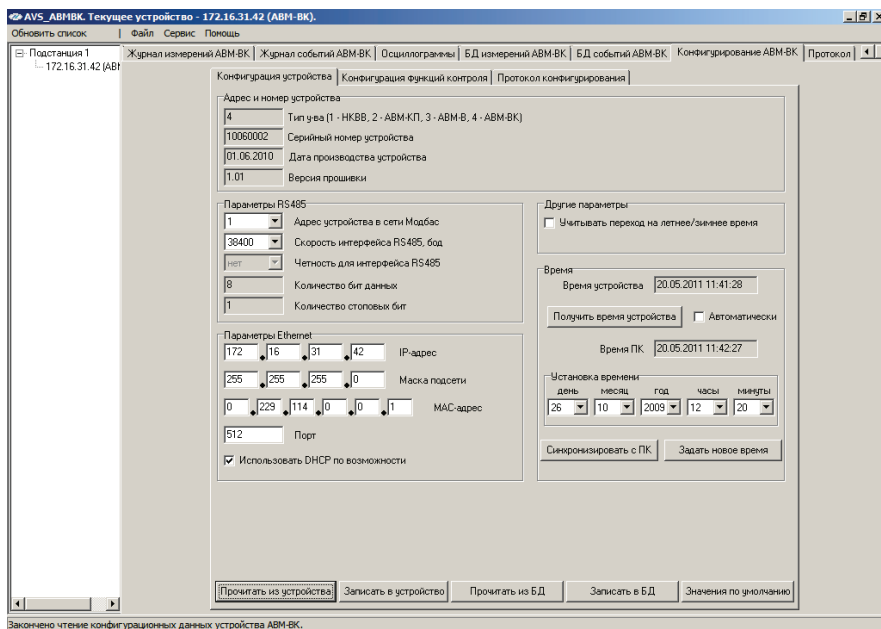 AVS_ABMBK. Текущее устройство - 172.16.31.42 (АВМ-ВК).
Обновить список | Файл Сервис Помощь
Подстанция 1
172.16.31.42 (АВМ
Журнал измерений АВМ-ВК Журнал событий АВМ-ВК Осциллограммы БД измерений АВМ-ВК БД событий АВМ-ВК Конфигурирование АВМ-ВК Протокол
Конфигурация устройства Конфигурация функций контроля Протокол конфигурирования
Адрес и номер устройства
4 Тип у-ва (1 - НКВВ, 2 - АВМ-КП, 3 - АВМ-В, 4 - АВМ-ВК)
10060002 Серийный номер устройства
01.06.2010 Дата производства устройства
1.01 Версия прошивки
Параметры RS485
1 Адрес устройства в сети Модбас
38400 Скорость интерфейса RS485, бод
нет Четность для интерфейса RS485
8 Количество бит данных
1 Количество стоповых бит
Параметры Ethernet
172 16 31 42 IP-адрес
255 255 255 0 Маска подсети
0 229 114 0 0 1 MAC-адрес
512 Порт
Использовать DHCP по возможности
Другие параметры
Учитывать переход на летнее/зимнее время
Время
Время устройства 20.05.2011 11:41:28
Получить время устройства Автоматически
Время ПК 20.05.2011 11:42:27
Установка времени
день месяц год часы минуты
26 10 2009 12 20
Синхронизировать с ПК Задать новое время
Прочитать из устройства Записать в устройство Прочитать из БД Записать в БД Значения по умолчанию
Закончено чтение конфигурационных данных устройства АВМ-ВК.